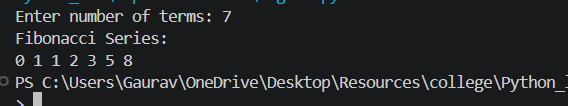 Enter number of terms: 7
Fibonacci Series:
0 1 1 2 3 5 8
PS C:\Users\Gaurav\OneDrive\Desktop\Resources\college\Python_
>